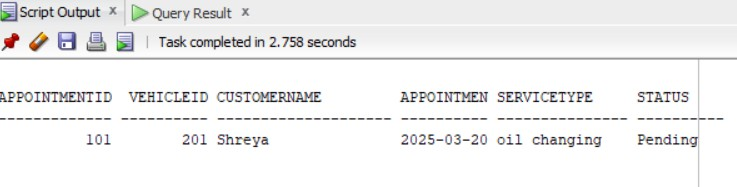 Script Output x Query Result x
Task completed in 2.758 seconds
APPOINTMENTID VEHICLEID CUSTOMERNAME APPOINTMEN SERVICETYPE STATUS
------------- ---------- -------------------- ---------- --------------- ----------
101 201 Shreya 2025-03-20 oil changing Pending